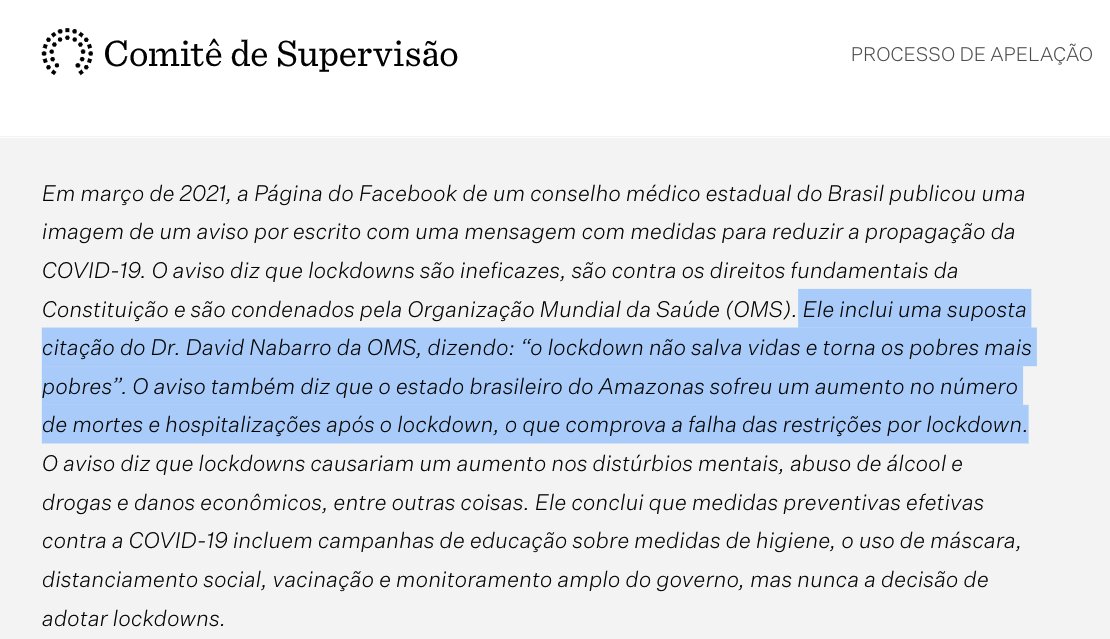 Comitê de Supervisão
PROCESSO DE APELAÇÃO
Em março de 2021, a Página do Facebook de um conselho médico estadual do Brasil publicou uma
imagem de um aviso por escrito com uma mensagem com medidas para reduzir a propagação da
COVID-19. O aviso diz que lockdowns são ineficazes, são contra os direitos fundamentais da
Constituição e são condenados pela Organização Mundial da Saúde (OMS). Ele inclui uma suposta
citação do Dr. David Nabarro da OMS, dizendo: “o lockdown não salva vidas e torna os pobres mais
pobres”. O aviso também diz que o estado brasileiro do Amazonas sofreu um aumento no número
de mortes e hospitalizações após o lockdown, o que comprova a falha das restrições por lockdown.
O aviso diz que lockdowns causariam um aumento nos distúrbios mentais, abuso de álcool e
drogas e danos econômicos, entre outras coisas. Ele conclui que medidas preventivas efetivas
contra a COVID-19 incluem campanhas de educação sobre medidas de higiene, o uso de máscara,
distanciamento social, vacinação e monitoramento amplo do governo, mas nunca a decisão de
adotar lockdowns.